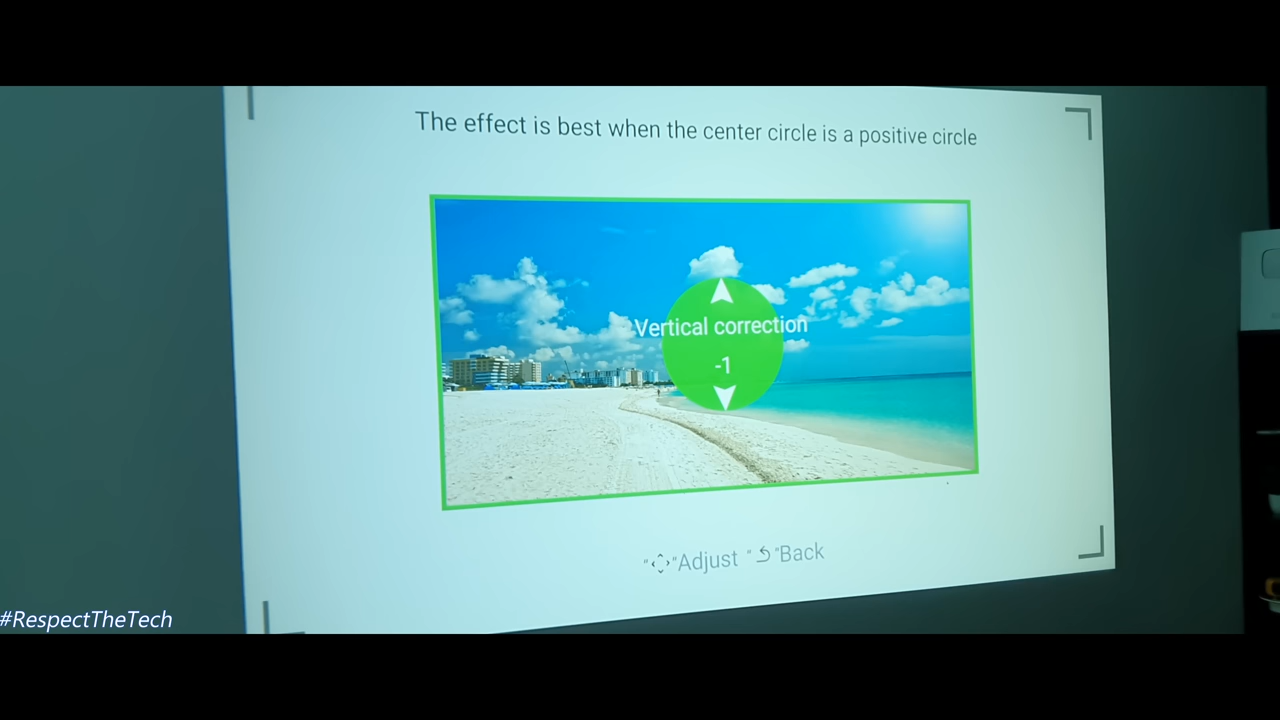 The effect is best when the center circle is a positive circle
Vertical correction
-1
""Adjust ""Back
#RespectTheTech